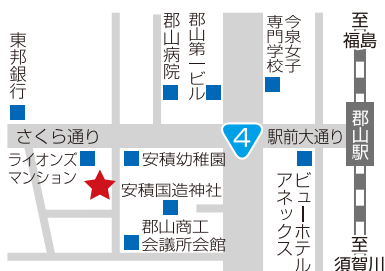 至
福島
今泉女子
専門学校
郡山第一ビル
郡山病院
東邦銀行
さくら通り
4
駅前大通り
郡山駅
ライオンズ
マンション
安積幼稚園
安積国造神社
郡山商工
会議所会館
ビューホテル
アネックス
至
須賀川